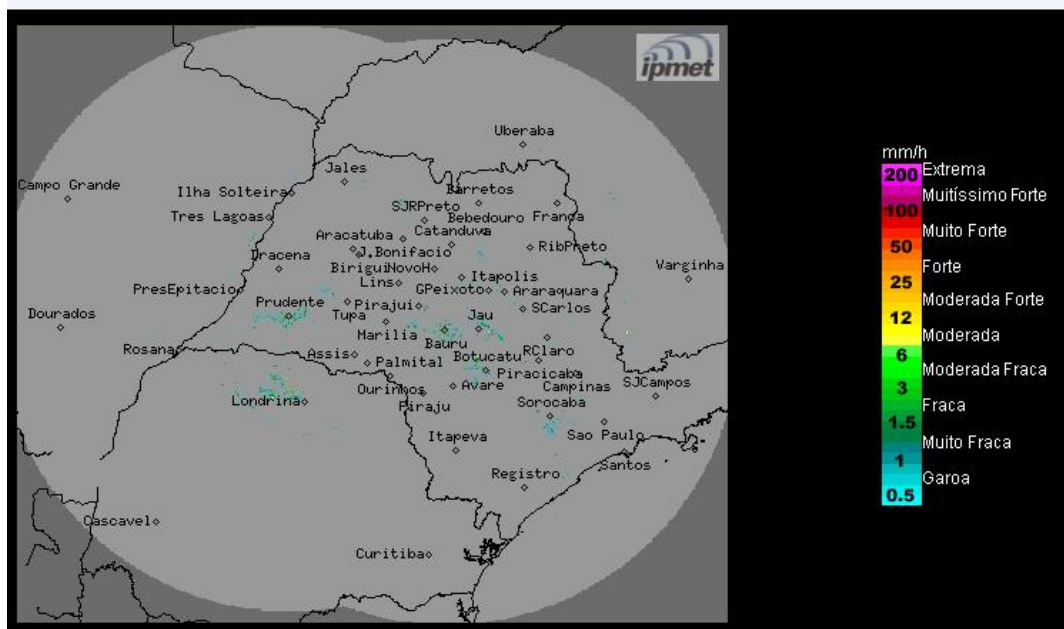 ipmet
Uberaba
Jales
Campo Grande
Ilha Solteira
Barretos
SJRPreto
Tres Lagoas
Bebedouro
Franca
Aracatuba
Catanduva
J.Bonifacio
RibPreto
Dracena
Birigui
NovoH
Itapolis
Varginha
Lins
PresEpitacio
GPeixoto
Araraquara
Prudente
Pirajui
SCarlos
Dourados
Tupa
Jau
Marilia
Bauru
Rosana
Assis
Botucatu
RClaro
Palmital
Piracicaba
Ourinhos
Avare
Campinas
SJCampos
Londrina
Piraju
Sorocaba
Itapeva
Sao Paulo
Santos
Registro
Cascavel
Curitiba
mm/h
200 Extrema
Muitíssimo Forte
100
Muito Forte
50
Forte
25
Moderada Forte
12
Moderada
6
Moderada Fraca
3
Fraca
1.5
Muito Fraca
1
Garoa
0.5